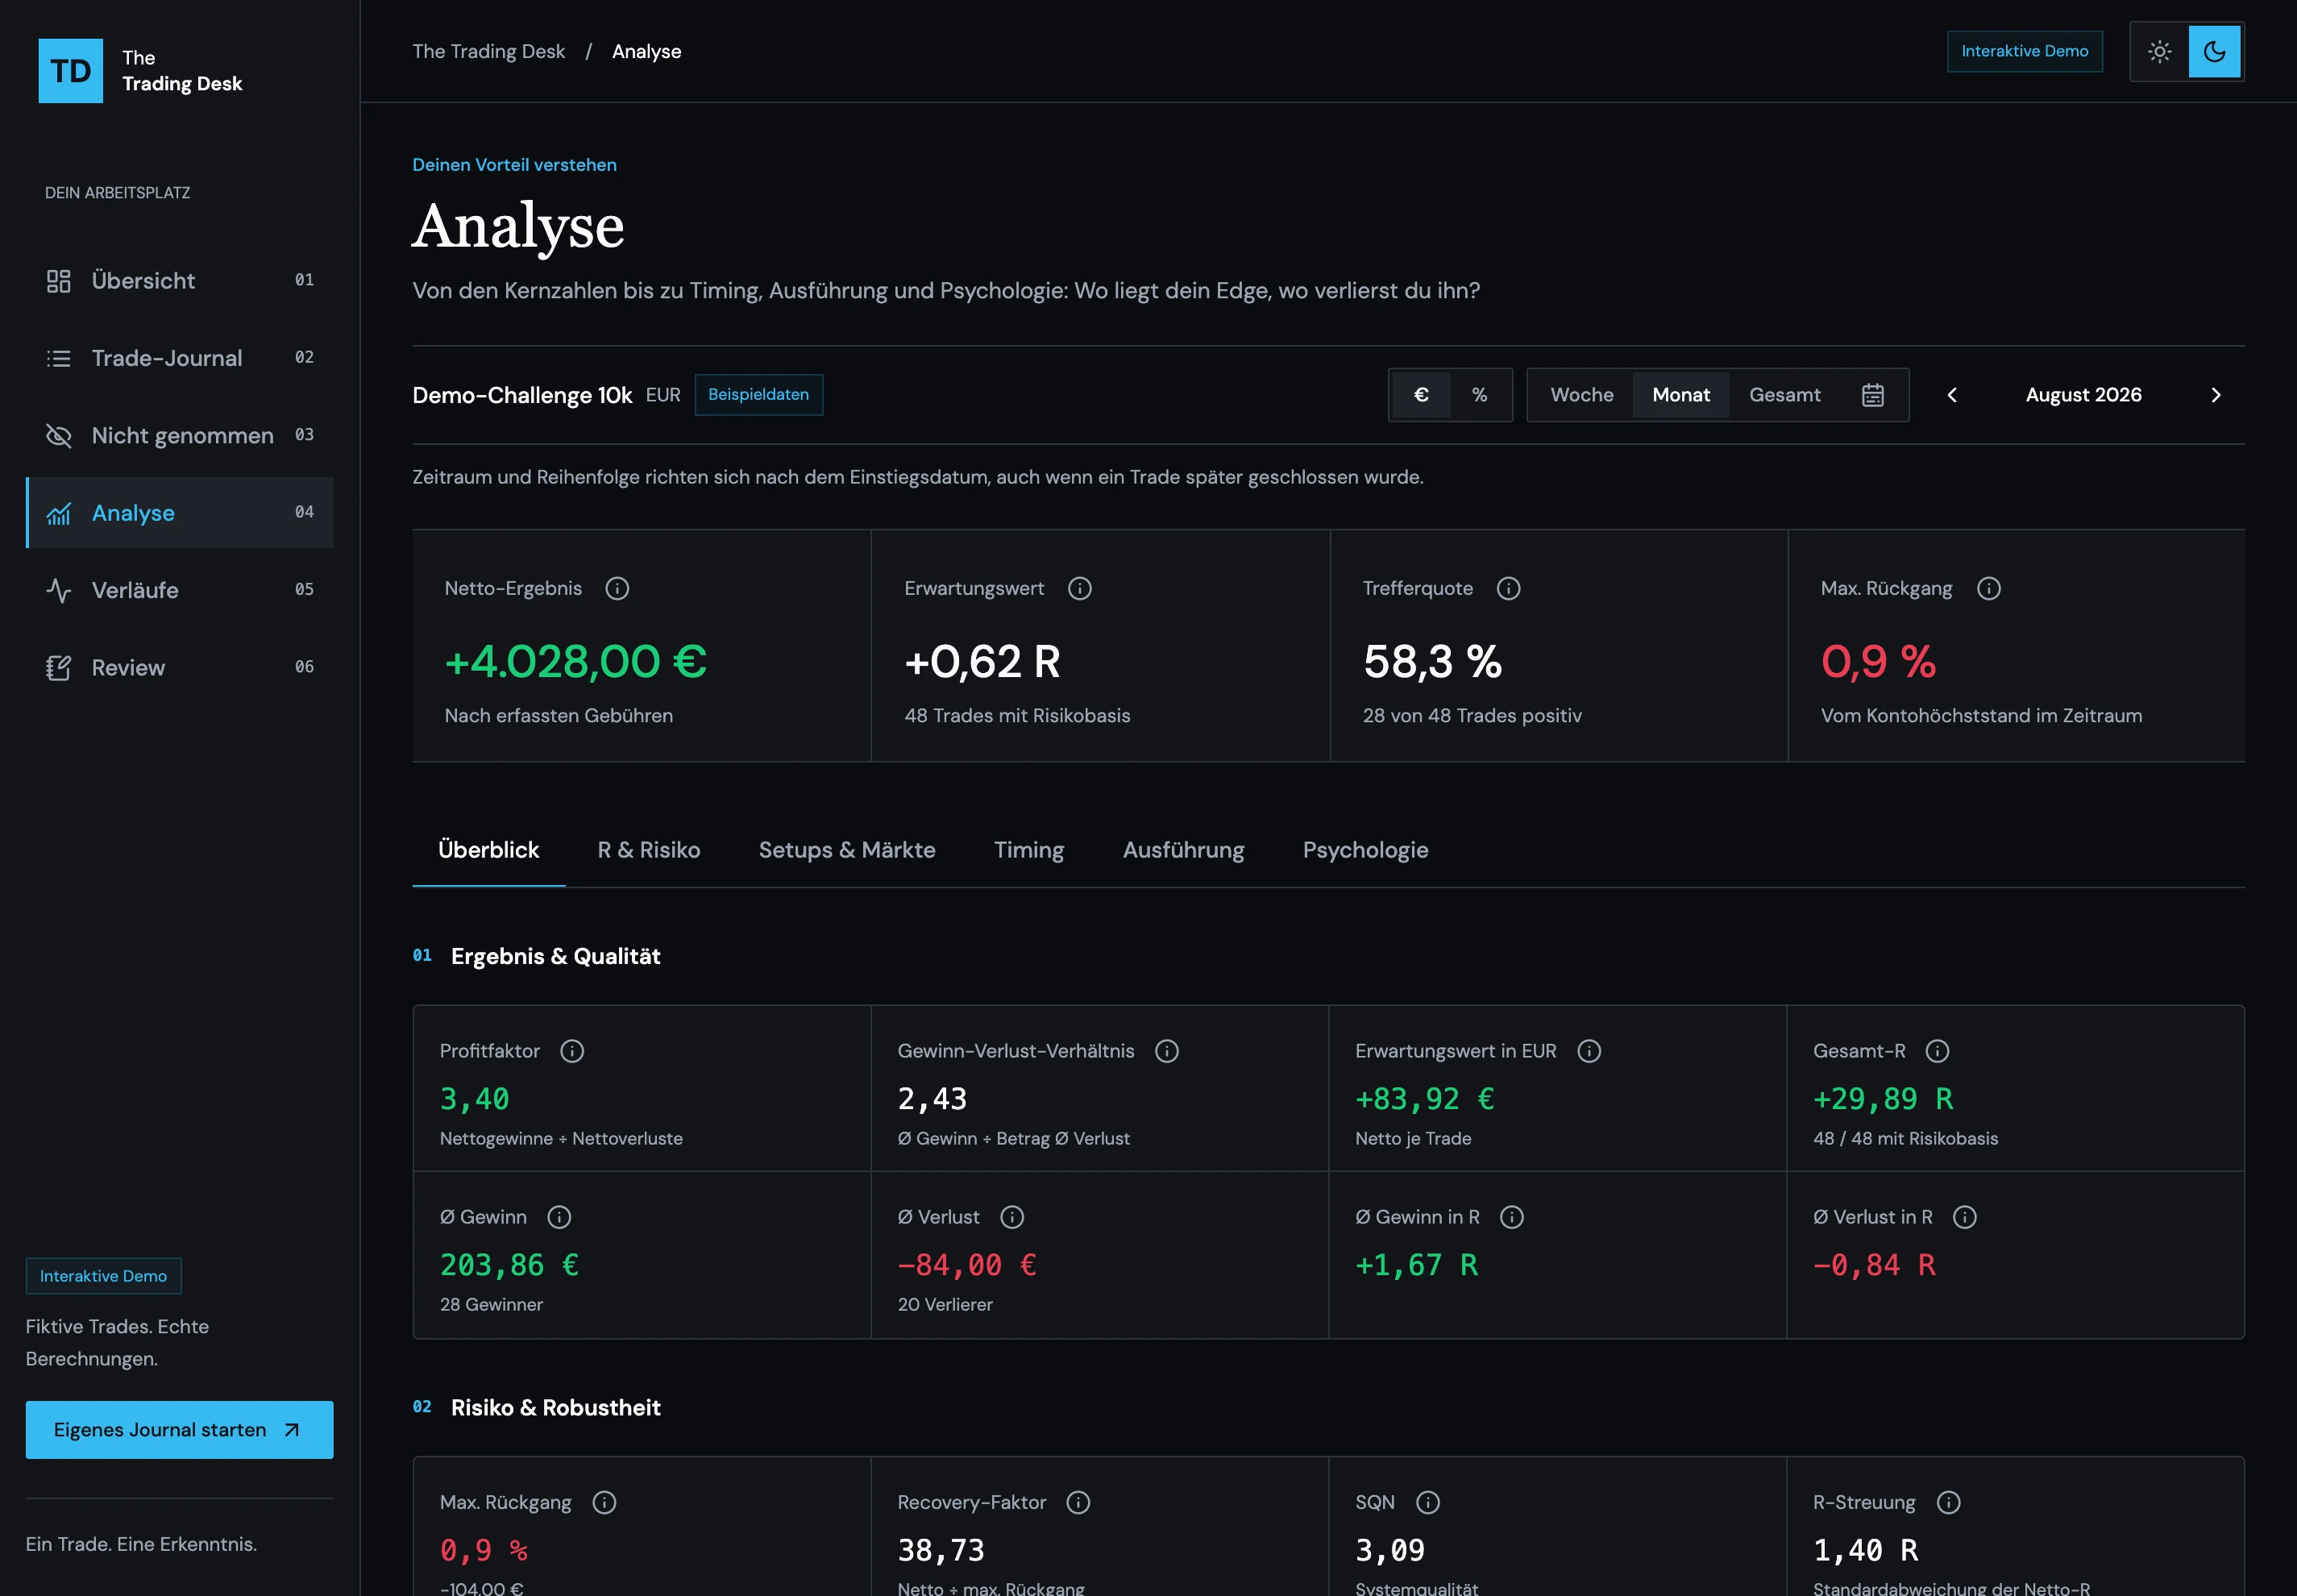 TD
The
Trading Desk
The Trading Desk / Analyse
Interaktive Demo
DEIN ARBEITSPLATZ
Übersicht 01
Trade-Journal 02
Nicht genommen 03
Analyse 04
Verläufe 05
Review 06
Interaktive Demo
Fiktive Trades. Echte
Berechnungen.
Eigenes Journal starten
Ein Trade. Eine Erkenntnis.
Deinen Vorteil verstehen
Analyse
Von den Kernzahlen bis zu Timing, Ausführung und Psychologie: Wo liegt dein Edge, wo verlierst du ihn?
Demo-Challenge 10k EUR Beispieldaten € % Woche Monat Gesamt August 2026
Zeitraum und Reihenfolge richten sich nach dem Einstiegsdatum, auch wenn ein Trade später geschlossen wurde.
Netto-Ergebnis
+4.028,00 €
Nach erfassten Gebühren
Erwartungswert
+0,62 R
48 Trades mit Risikobasis
Trefferquote
58,3 %
28 von 48 Trades positiv
Max. Rückgang
0,9 %
Vom Kontohöchststand im Zeitraum
Überblick R & Risiko Setups & Märkte Timing Ausführung Psychologie
01 Ergebnis & Qualität
Profitfaktor
3,40
Nettogewinne ÷ Nettoverluste
Gewinn-Verlust-Verhältnis
2,43
Ø Gewinn ÷ Betrag Ø Verlust
Erwartungswert in EUR
+83,92 €
Netto je Trade
Gesamt-R
+29,89 R
48 / 48 mit Risikobasis
Ø Gewinn
203,86 €
28 Gewinner
Ø Verlust
−84,00 €
20 Verlierer
Ø Gewinn in R
+1,67 R
Ø Verlust in R
−0,84 R
02 Risiko & Robustheit
Max. Rückgang
0,9 %
−104,00 €
Recovery-Faktor
38,73
Netto ÷ max. Rückgang
SQN
3,09
Systemqualität
R-Streuung
1,40 R
Standardabweichung der Netto-R